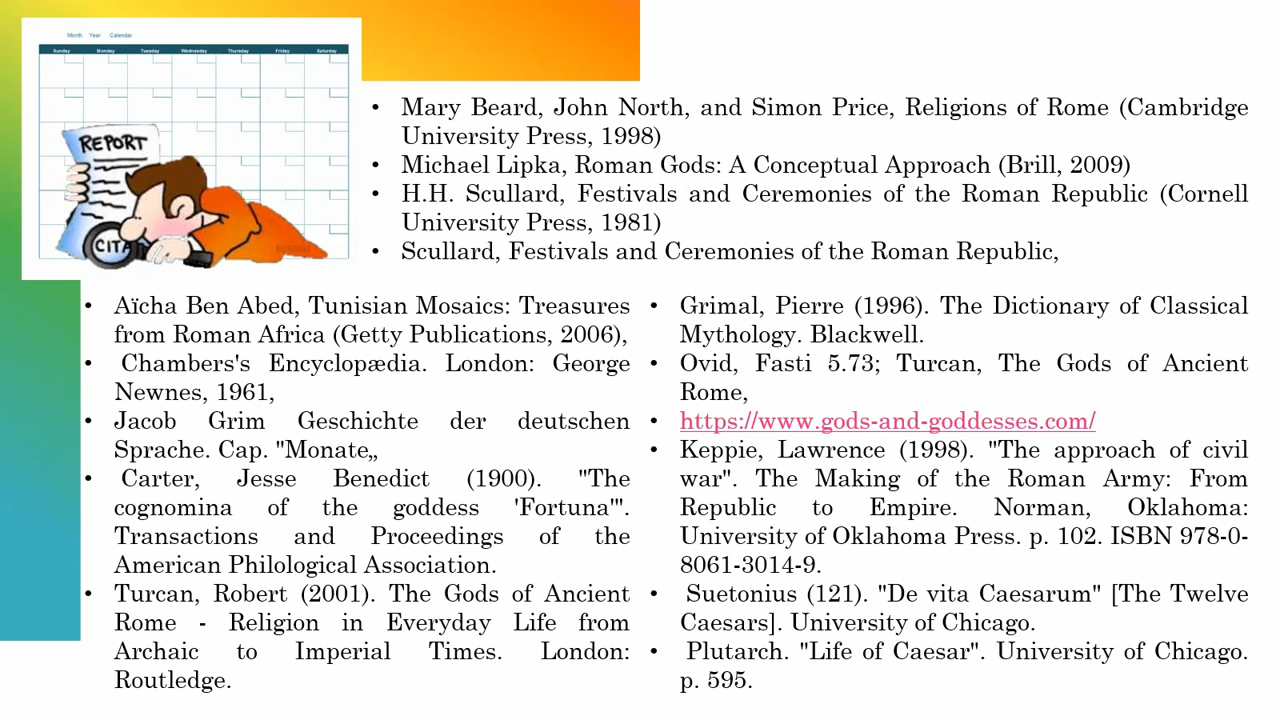 Month Year Calendar
Sunday Monday Tuesday Wednesday Thursday Friday Saturday
REPORT
CITA
• Mary Beard, John North, and Simon Price, Religions of Rome (Cambridge
University Press, 1998)
• Michael Lipka, Roman Gods: A Conceptual Approach (Brill, 2009)
• H.H. Scullard, Festivals and Ceremonies of the Roman Republic (Cornell
University Press, 1981)
• Scullard, Festivals and Ceremonies of the Roman Republic,
• Aïcha Ben Abed, Tunisian Mosaics: Treasures
from Roman Africa (Getty Publications, 2006),
• Chambers's Encyclopædia. London: George
Newnes, 1961,
• Jacob Grim Geschichte der deutschen
Sprache. Cap. "Monate„
• Carter, Jesse Benedict (1900). "The
cognomina of the goddess 'Fortuna'".
Transactions and Proceedings of the
American Philological Association.
• Turcan, Robert (2001). The Gods of Ancient
Rome - Religion in Everyday Life from
Archaic to Imperial Times. London:
Routledge.
• Grimal, Pierre (1996). The Dictionary of Classical
Mythology. Blackwell.
• Ovid, Fasti 5.73; Turcan, The Gods of Ancient
Rome,
• https://www.gods-and-goddesses.com/
• Keppie, Lawrence (1998). "The approach of civil
war". The Making of the Roman Army: From
Republic to Empire. Norman, Oklahoma:
University of Oklahoma Press. p. 102. ISBN 978-0-
8061-3014-9.
• Suetonius (121). "De vita Caesarum" [The Twelve
Caesars]. University of Chicago.
• Plutarch. "Life of Caesar". University of Chicago.
p. 595.